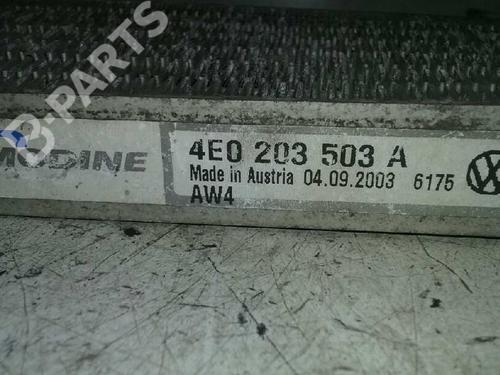 B-PARTS
MODINE
4E0 203 503 A
Made in Austria 04.09.2003 6175
AW4